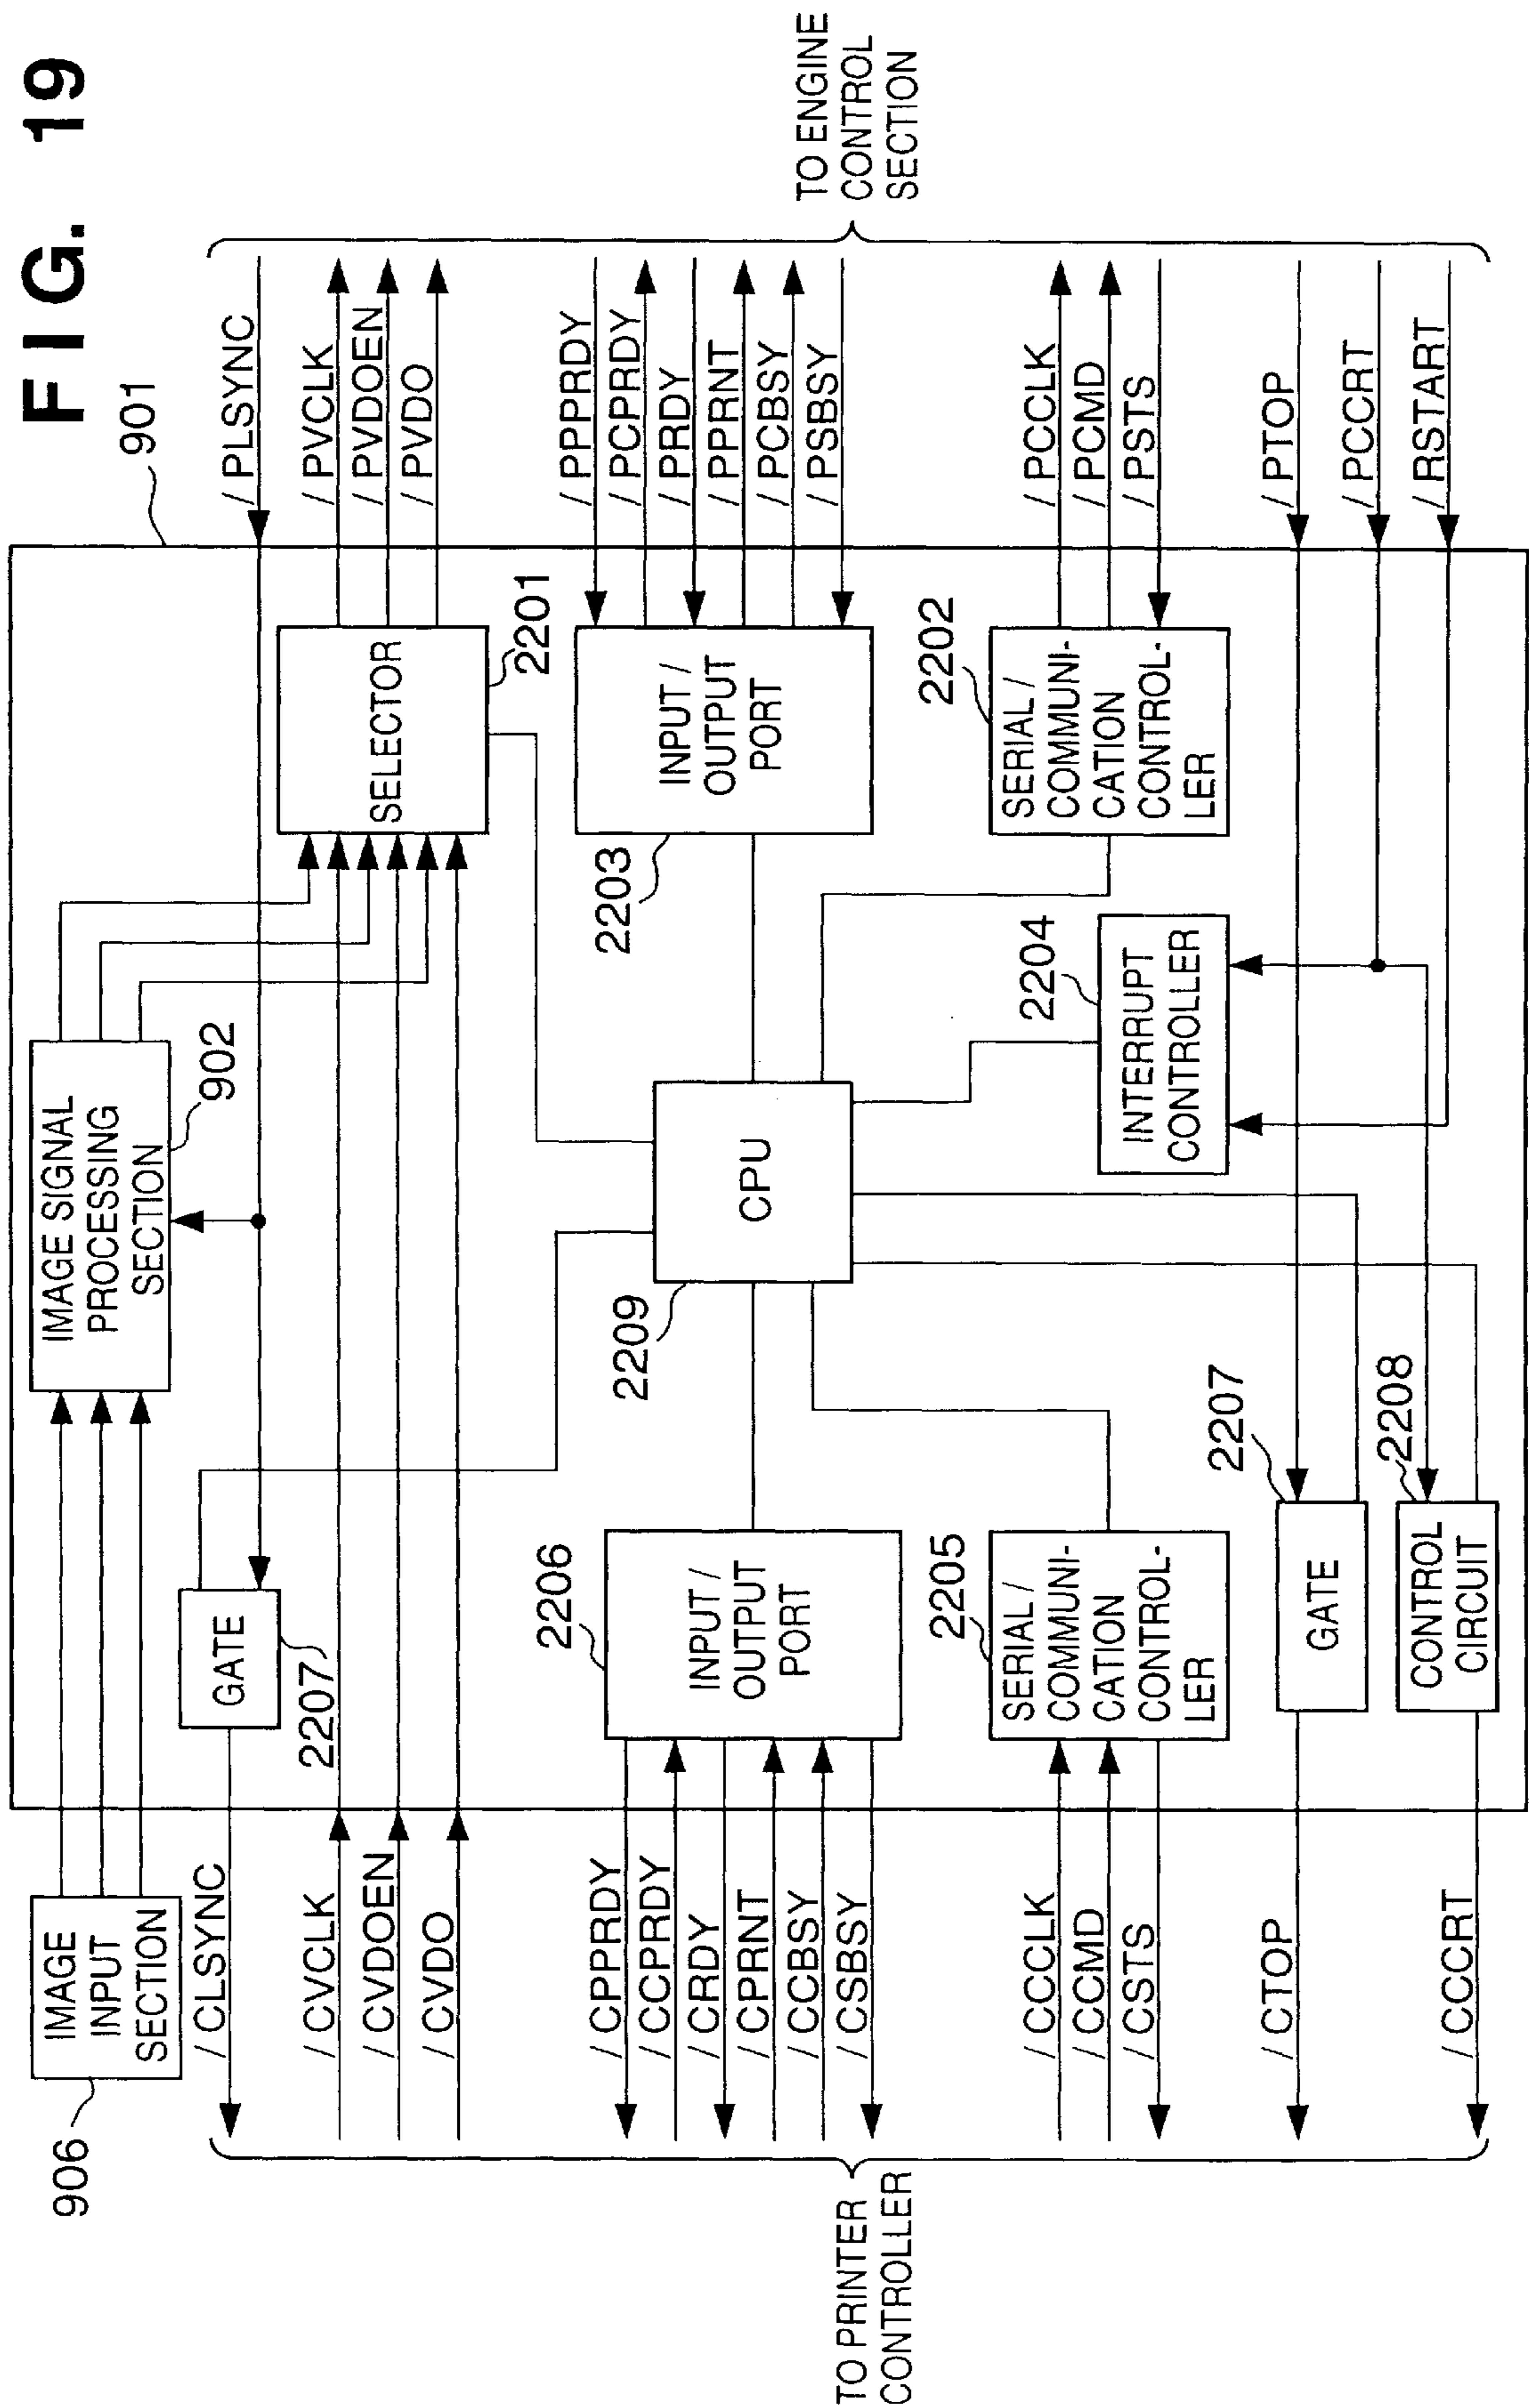 FIG. 19
906
IMAGE
INPUT
SECTION
IMAGE SIGNAL
PROCESSING
SECTION
902
901
/CLSYNC
GATE
2207
/PLSYNC
/CVCLK
/CVDOEN
/CVDO
SELECTOR
2201
/PVCLK
/PVDOEN
/PVDO
/CPPRDY
/CCPRDY
/CRDY
/CPRNT
/CCBSY
/CSBSY
2206
INPUT /
OUTPUT
PORT
2209
CPU
2203
INPUT /
OUTPUT
PORT
/PPPRDY
/PCPRDY
/PRDY
/PPRNT
/PCBSY
/PSBSY
TO PRINTER
CONTROLLER
TO ENGINE
CONTROL
SECTION
/CCCLK
/CCMD
/CSTS
2205
SERIAL /
COMMUNI-
CATION
CONTROL-
LER
2204
INTERRUPT
CONTROLLER
2202
SERIAL /
COMMUNI-
CATION
CONTROL-
LER
/PCCLK
/PCMD
/PSTS
/CTOP
GATE
2207
/PTOP
/CCCRT
CONTROL
CIRCUIT
2208
/PCCRT
/RSTART